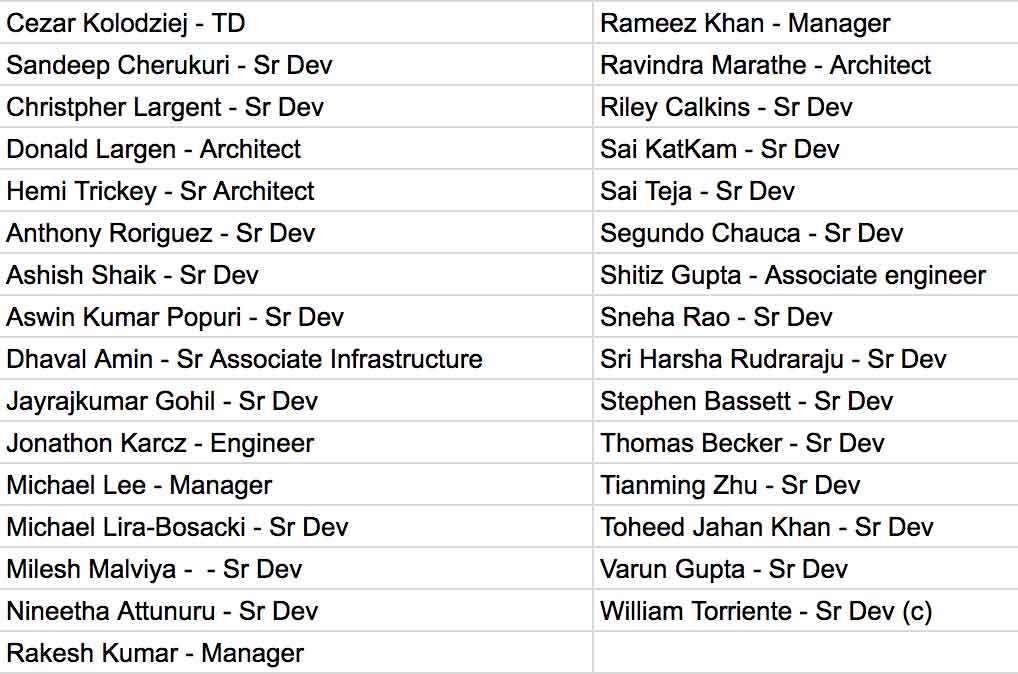 Cezar Kolodziej - TD
Sandeep Cherukuri - Sr Dev
Christpher Largent - Sr Dev
Donald Largen - Architect
Hemi Trickey - Sr Architect
Anthony Roriguez - Sr Dev
Ashish Shaik - Sr Dev
Aswin Kumar Popuri - Sr Dev
Dhaval Amin - Sr Associate Infrastructure
Jayrajkumar Gohil - Sr Dev
Jonathon Karcz - Engineer
Michael Lee - Manager
Michael Lira-Bosacki - Sr Dev
Milesh Malviya -  - Sr Dev
Nineetha Attunuru - Sr Dev
Rakesh Kumar - Manager
Rameez Khan - Manager
Ravindra Marathe - Architect
Riley Calkins - Sr Dev
Sai KatKam - Sr Dev
Sai Teja - Sr Dev
Segundo Chauca - Sr Dev
Shitiz Gupta - Associate engineer
Sneha Rao - Sr Dev
Sri Harsha Rudraraju - Sr Dev
Stephen Bassett - Sr Dev
Thomas Becker - Sr Dev
Tianming Zhu - Sr Dev
Toheed Jahan Khan - Sr Dev
Varun Gupta - Sr Dev
William Torriente - Sr Dev (c)